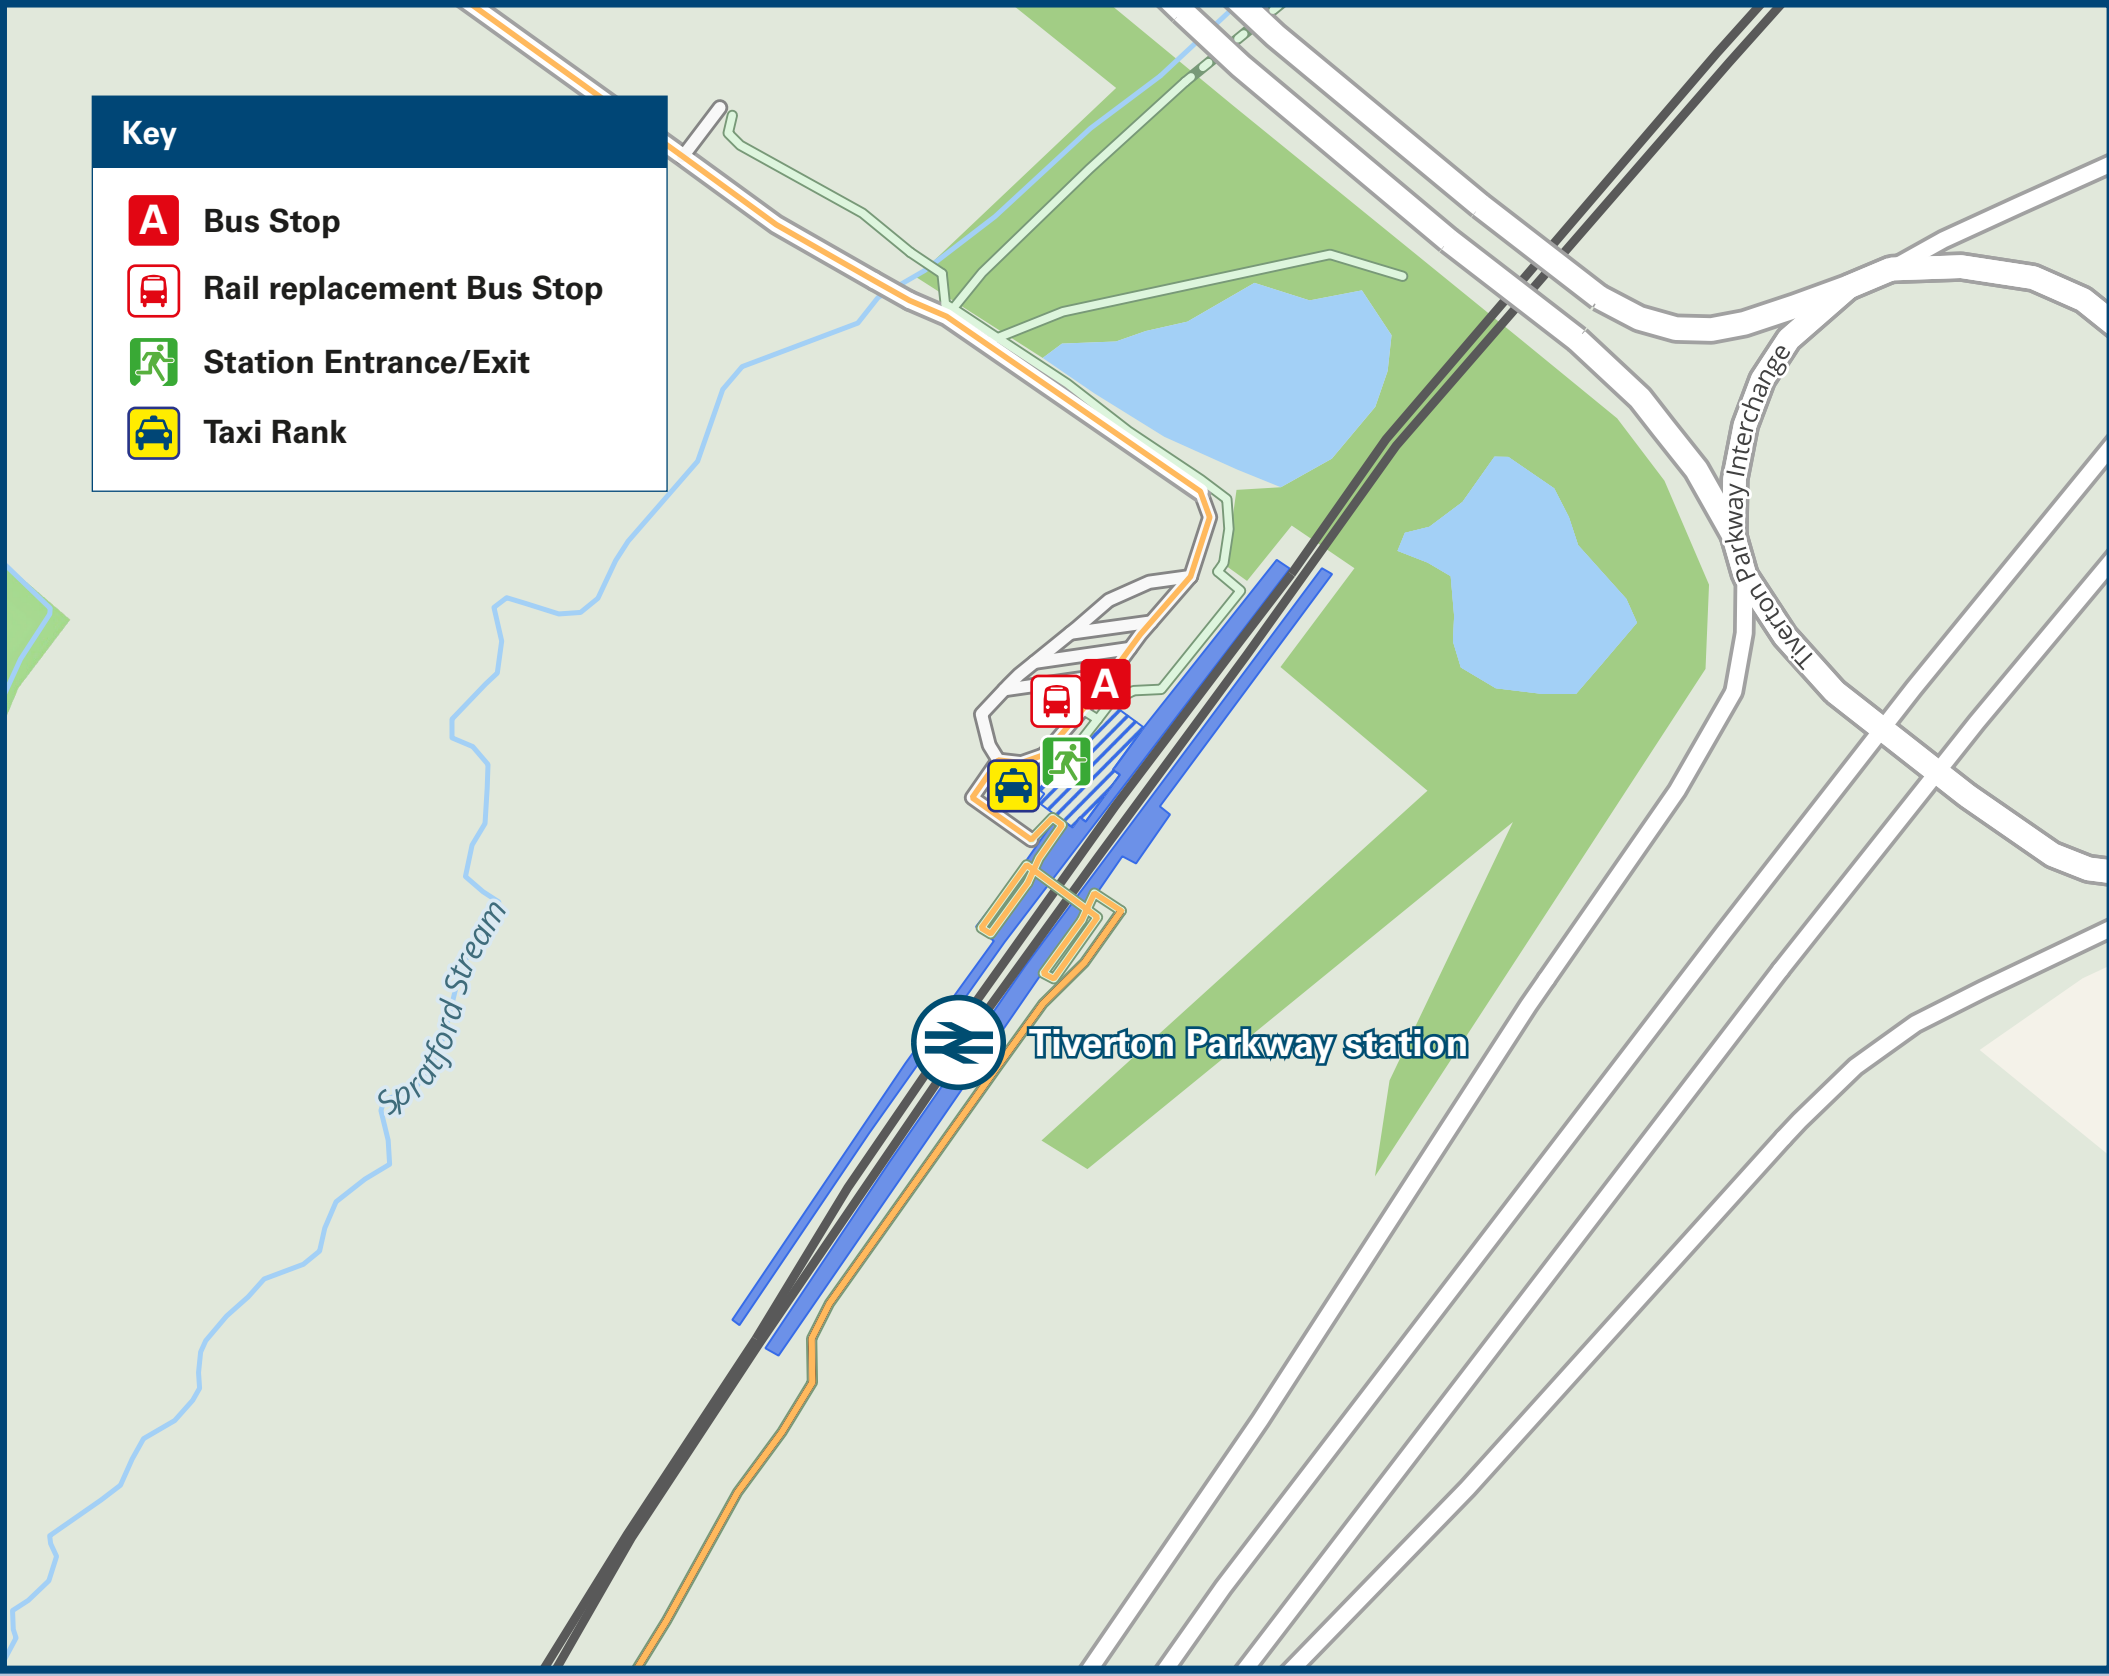 Key
A Bus Stop
Rail replacement Bus Stop
Station Entrance/Exit
Taxi Rank
Tiverton Parkway Interchange
A
Spratford Stream
Tiverton Parkway station